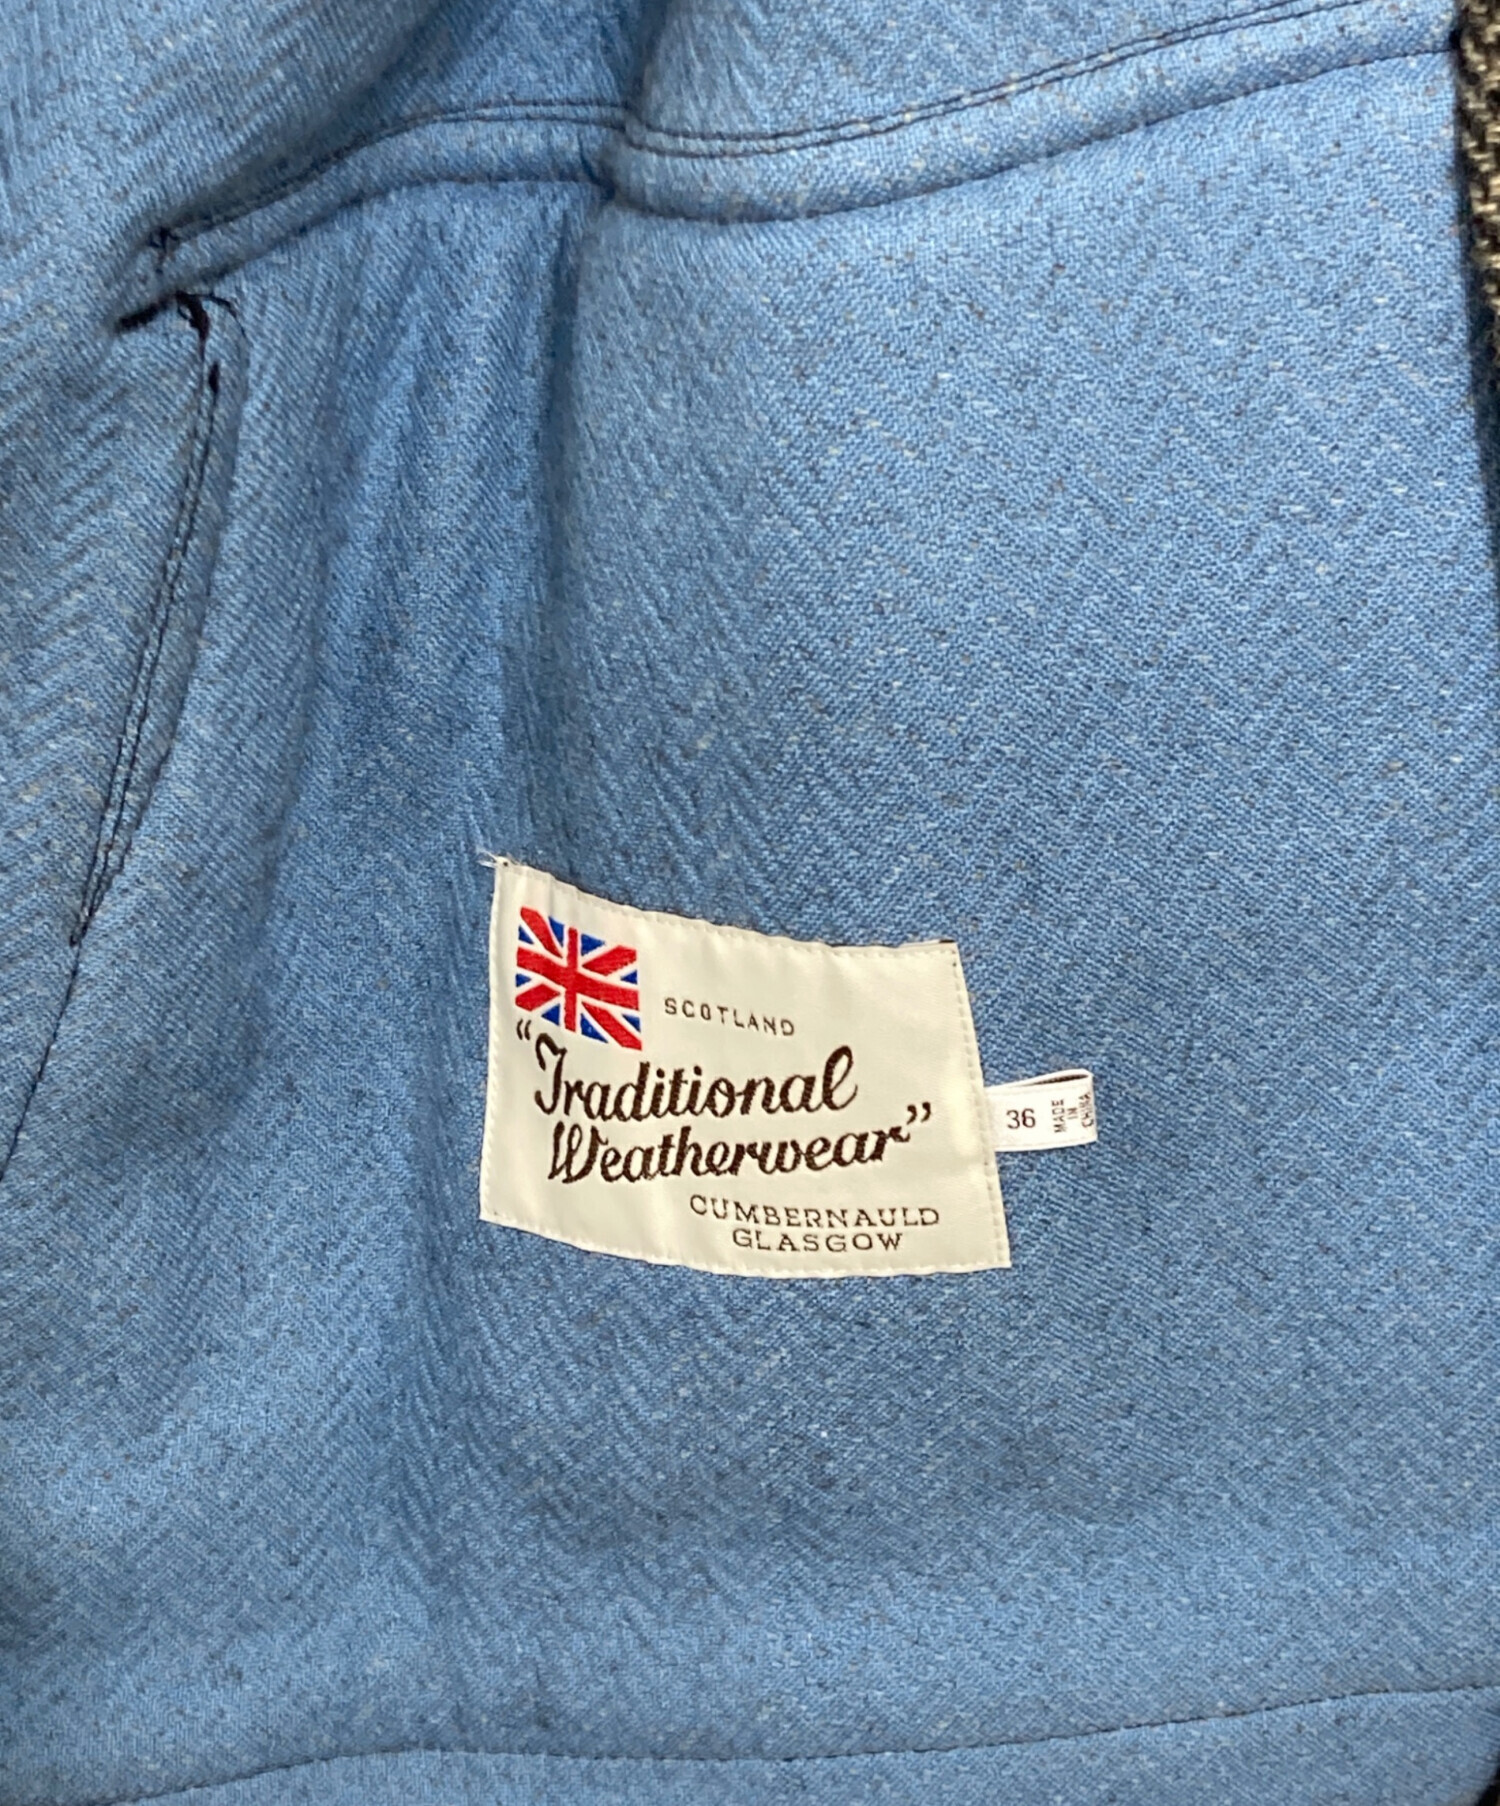 SCOTLAND
“Traditional
Weatherwear”
CUMBERNAULD
GLASGOW
36
MADE
IN
CHINA